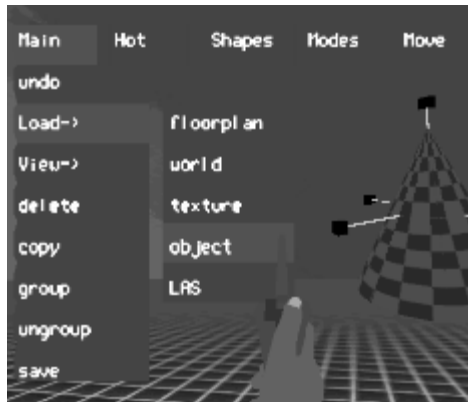 Main Hot Shapes Modes Move
undo
Load-> floorplan
View-> world
delete texture
copy object
group LAS
ungroup
save